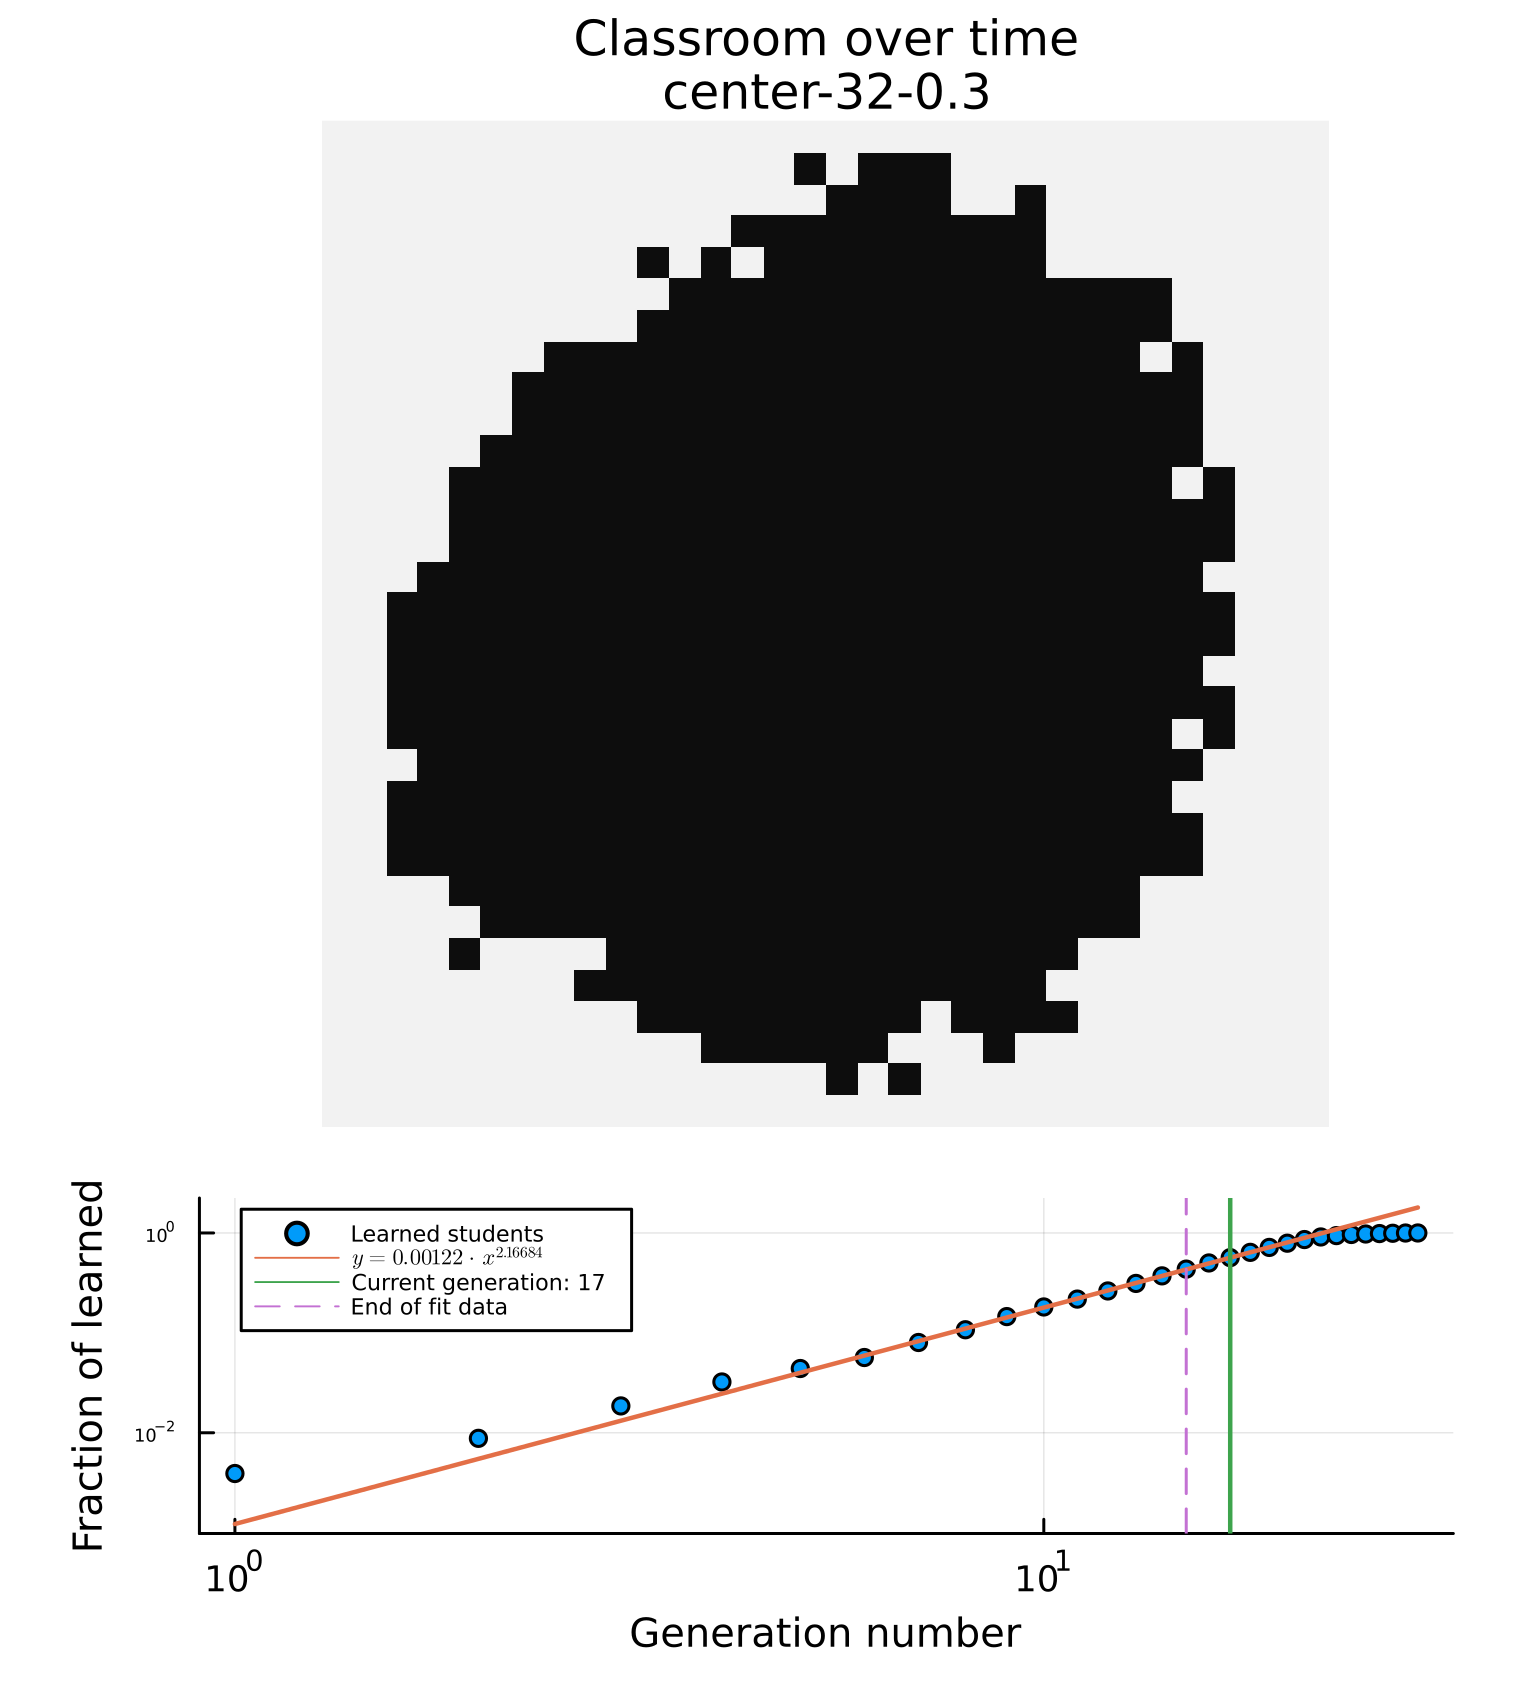 Classroom over time
center-32-0.3
Fraction of learned
10⁰
10⁻²
Learned students
y = 0.00122 · x^2.16684
Current generation: 17
End of fit data
10⁰
10¹
Generation number